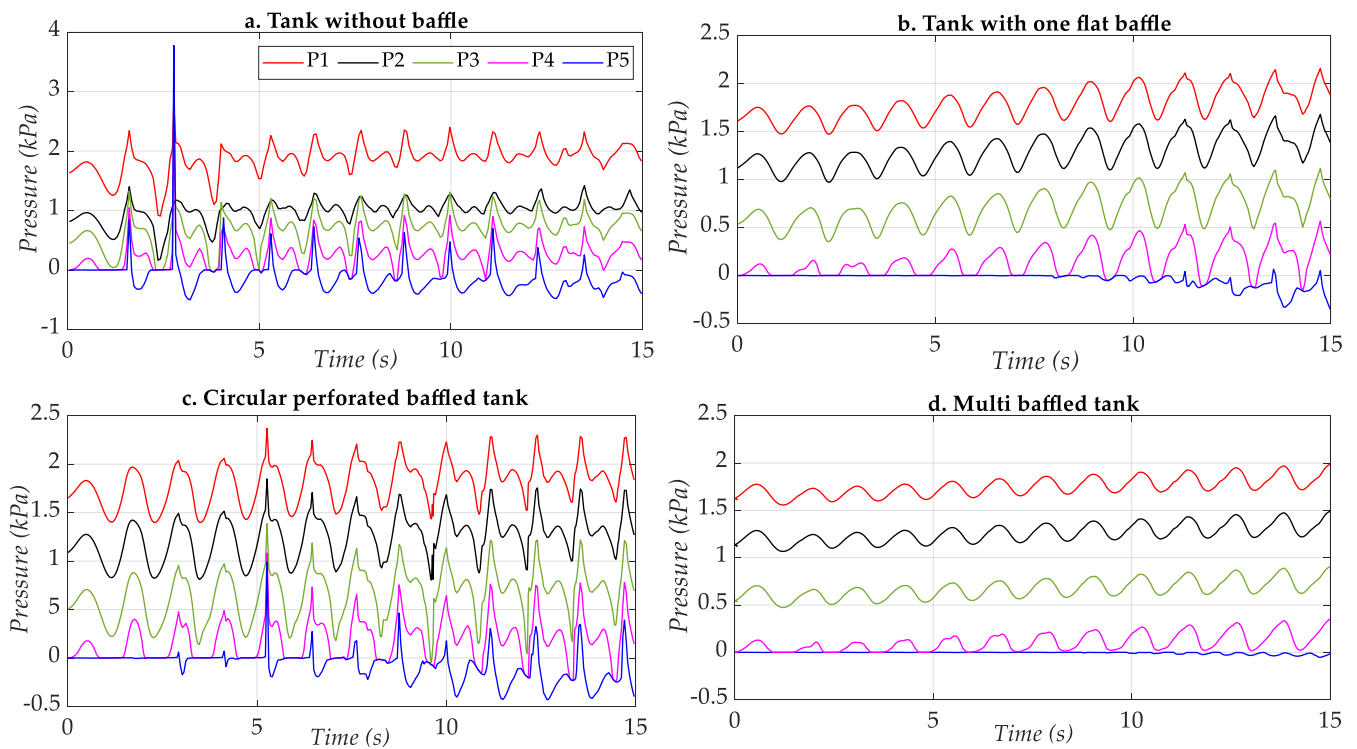 a. Tank without baffle
4
3
2
1
0
-1
Pressure (kPa)
P1 P2 P3 P4 P5
0 5 10 15
Time (s)
b. Tank with one flat baffle
2.5
2
1.5
1
0.5
0
-0.5
Pressure (kPa)
0 5 10 15
Time (s)
c. Circular perforated baffled tank
2.5
2
1.5
1
5
0
-0.5
Pressure (kPa)
0 5 10 15
Time (s)
d. Multi baffled tank
2.5
2
1.5
1
0.5
0
-0.5
Pressure (kPa)
0 5 10 15
Time (s)